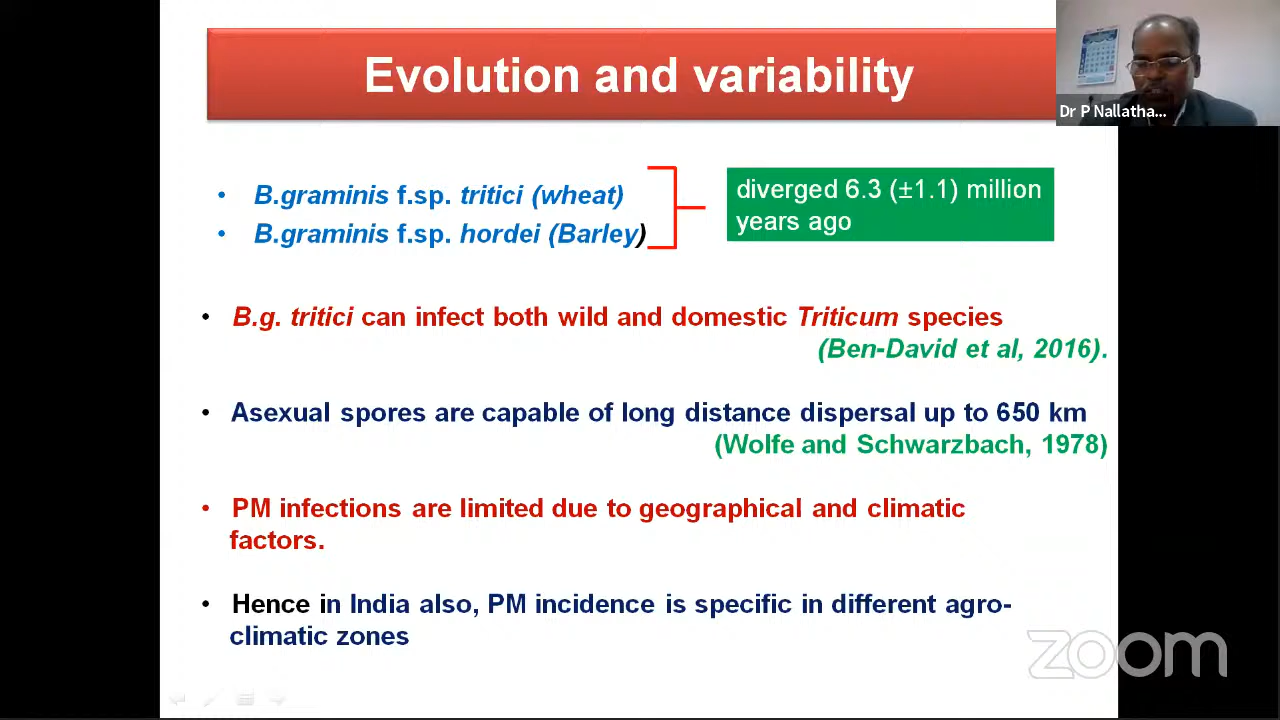 Evolution and variability
Dr P Nallatha...
• B.graminis f.sp. tritici (wheat)
• B.graminis f.sp. hordei (Barley)
diverged 6.3 (±1.1) million
years ago
• B.g. tritici can infect both wild and domestic Triticum species
(Ben-David et al, 2016).
• Asexual spores are capable of long distance dispersal up to 650 km
(Wolfe and Schwarzbach, 1978)
• PM infections are limited due to geographical and climatic
factors.
• Hence in India also, PM incidence is specific in different agro-
climatic zones
zoom